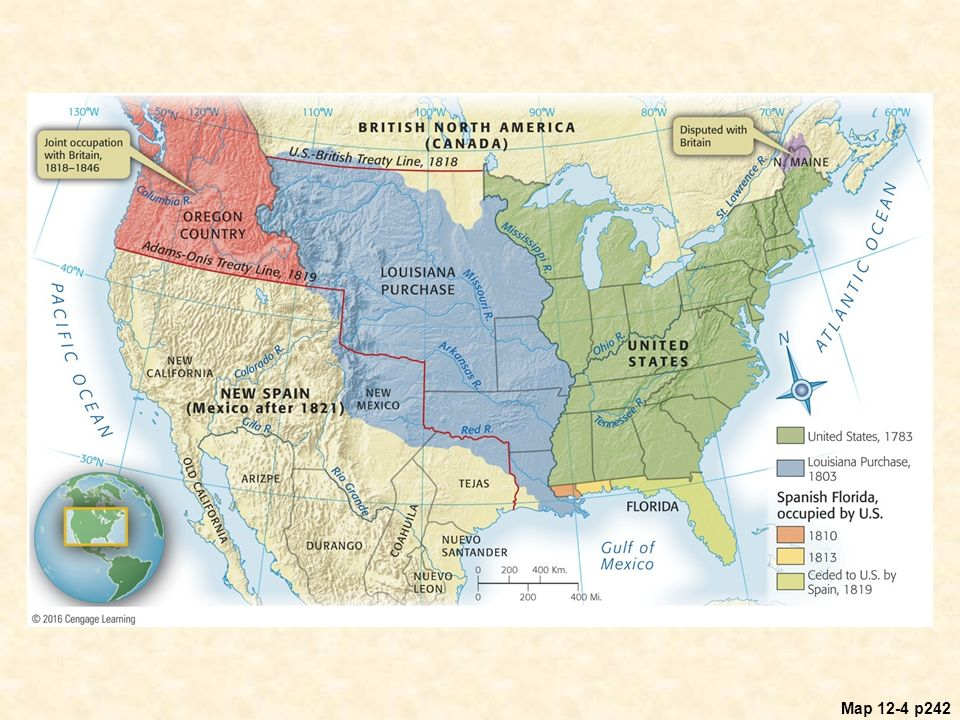 130°W
50°N
120°W
110°W
100°W
90°W
80°W
70°W
60°W
Joint occupation
with Britain,
1818–1846
BRITISH NORTH AMERICA
(CANADA)
Disputed with
Britain
U.S.-British Treaty Line, 1818
N. MAINE
St. Lawrence R.
Columbia R.
OREGON
COUNTRY
Mississippi R.
Adams-Onís Treaty Line, 1819
40°N
LOUISIANA
PURCHASE
Missouri R.
ATLANTIC OCEAN
PACIFIC OCEAN
N
Ohio R.
UNITED
STATES
NEW
CALIFORNIA
Colorado R.
Arkansas R.
NEW SPAIN
(Mexico after 1821)
NEW
MEXICO
Tennessee R.
Gila R.
Red R.
30°N
OLD CALIFORNIA
ARIZPE
Rio Grande
TEJAS
FLORIDA
COAHUILA
DURANGO
NUEVO
SANTANDER
NUEVO
LEON
Gulf of
Mexico
0 200 400 Km.
0 200 400 Mi.
United States, 1783
Louisiana Purchase,
1803
Spanish Florida,
occupied by U.S.
1810
1813
Ceded to U.S. by
Spain, 1819
© 2016 Cengage Learning
Map 12-4 p242